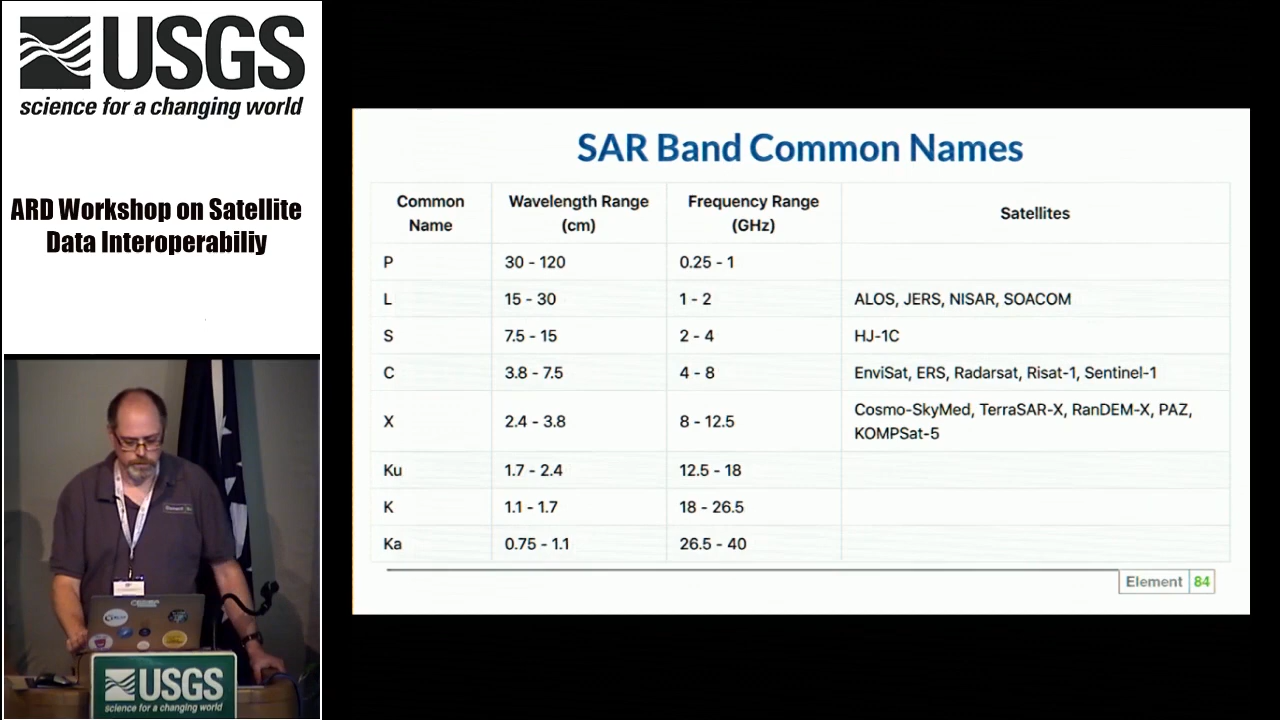 USGS
science for a changing world
ARD Workshop on Satellite
Data Interoperabiliy
SAR Band Common Names
Common Name	Wavelength Range (cm)	Frequency Range (GHz)	Satellites
P	30 - 120	0.25 - 1
L	15 - 30	1 - 2	ALOS, JERS, NISAR, SOACOM
S	7.5 - 15	2 - 4	HJ-1C
C	3.8 - 7.5	4 - 8	EnviSat, ERS, Radarsat, Risat-1, Sentinel-1
X	2.4 - 3.8	8 - 12.5	Cosmo-SkyMed, TerraSAR-X, RanDEM-X, PAZ, KOMPSat-5
Ku	1.7 - 2.4	12.5 - 18
K	1.1 - 1.7	18 - 26.5
Ka	0.75 - 1.1	26.5 - 40
Element 84
USGS
science for a changing world